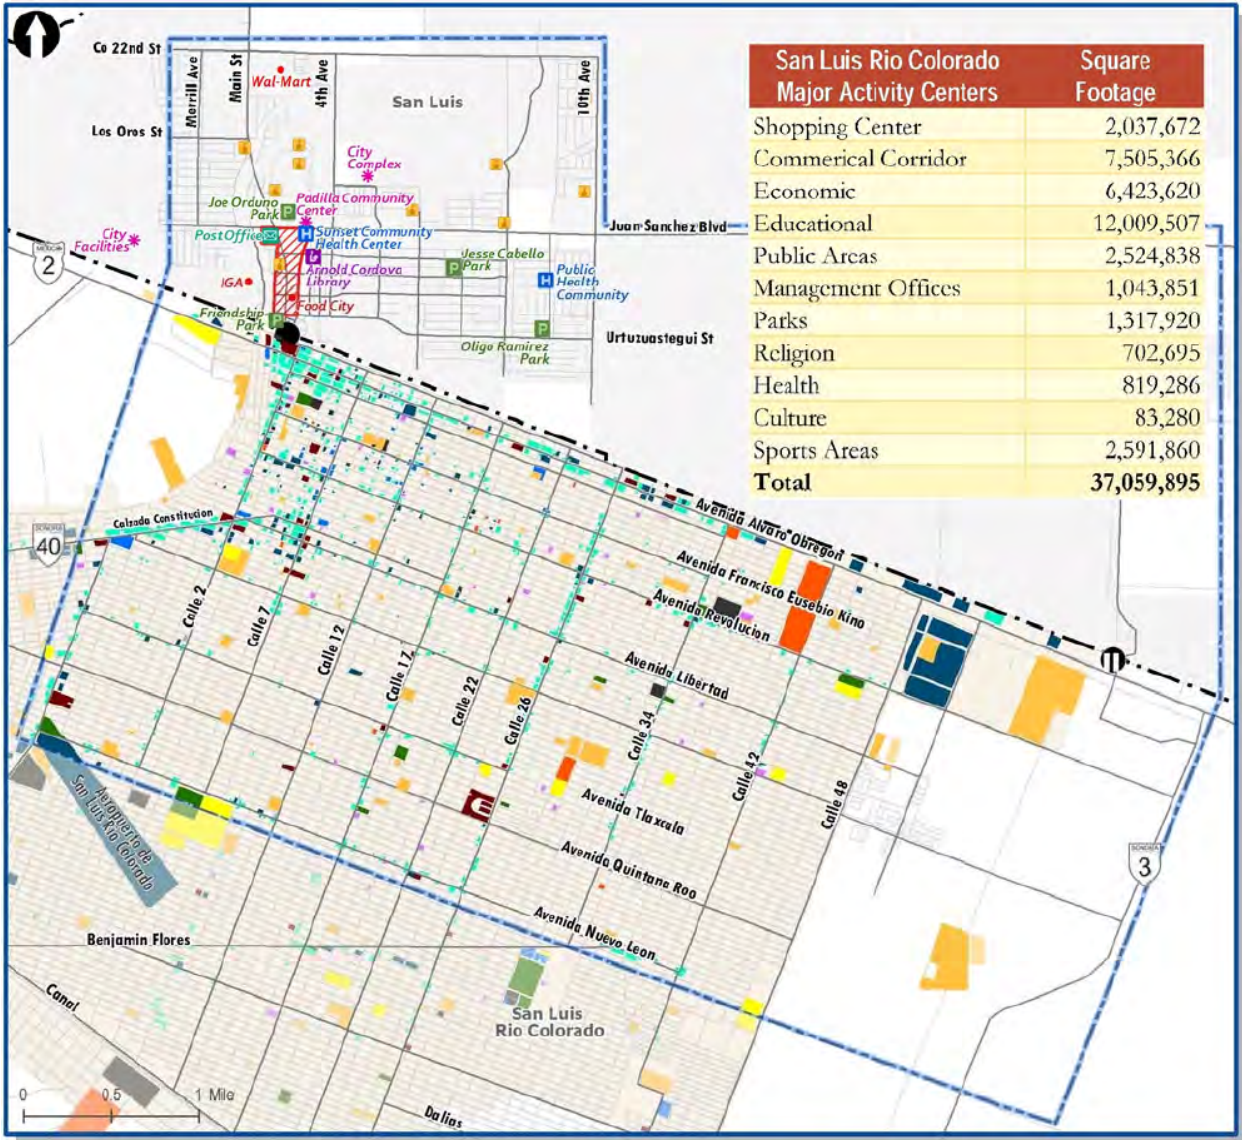 Co 22nd St
Merrill Ave
Main St
4th Ave
10th Ave
Wal-Mart
San Luis
Los Oros St
City
Complex
Joe Orduno
Park
Padilla Community
Center
Juan Sanchez Blvd
Post Office
Sunset Community
Health Center
City
Facilities
MEXICO
2
Arnold Cordova
Library
Jesse Cabello
Park
Public
Health
Community
IGA
Food City
Friendship
Park
Oligo Ramirez
Park
Urtuzuastegui St
San Luis Rio Colorado
Major Activity Centers
Square
Footage
Shopping Center 2,037,672
Commerical Corridor 7,505,366
Economic 6,423,620
Educational 12,009,507
Public Areas 2,524,838
Management Offices 1,043,851
Parks 1,317,920
Religion 702,695
Health 819,286
Culture 83,280
Sports Areas 2,591,860
Total 37,059,895
Calzada Constitucion
SONORA
40
Avenida Alvaro Obregon
Avenida Francisco Eusebio Kino
Avenida Revolucion
Avenida Libertad
Calle 2
Calle 7
Calle 12
Calle 17
Calle 22
Calle 26
Calle 34
Calle 42
Calle 48
Avenida Tlaxcala
Avenida Quintana Roo
Avenida Nuevo Leon
Aeropuerto de
San Luis Rio Colorado
SONORA
3
Benjamin Flores
Canal
San Luis
Rio Colorado
0 0.5 1 Mile
Dalias